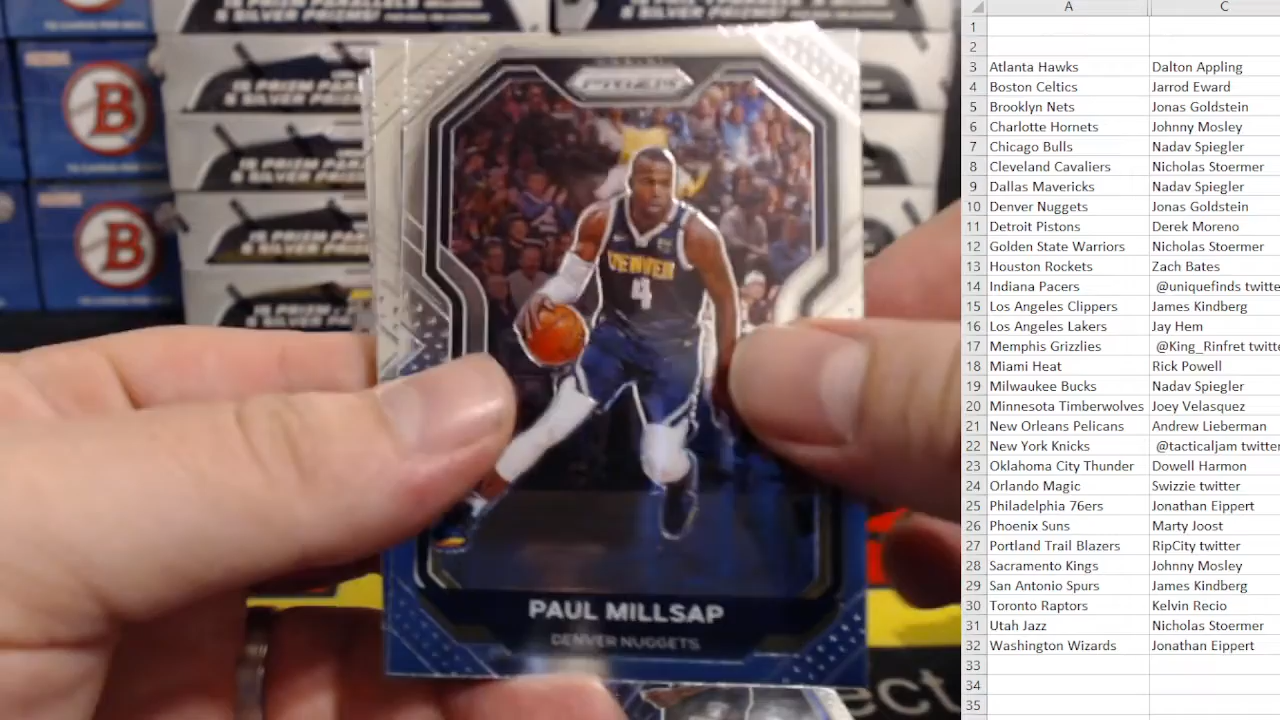 PRIZM
DENVER
4
PAUL MILLSAP
DENVER NUGGETS
B
B
15 PRIZM PARALLELS
5 SILVER PRIZMS
ect
A C
1
2
3 Atlanta Hawks Dalton Appling
4 Boston Celtics Jarrod Eward
5 Brooklyn Nets Jonas Goldstein
6 Charlotte Hornets Johnny Mosley
7 Chicago Bulls Nadav Spiegler
8 Cleveland Cavaliers Nicholas Stoermer
9 Dallas Mavericks Nadav Spiegler
10 Denver Nuggets Jonas Goldstein
11 Detroit Pistons Derek Moreno
12 Golden State Warriors Nicholas Stoermer
13 Houston Rockets Zach Bates
14 Indiana Pacers @uniquefinds twitte
15 Los Angeles Clippers James Kindberg
16 Los Angeles Lakers Jay Hem
17 Memphis Grizzlies @King_Rinfret twitte
18 Miami Heat Rick Powell
19 Milwaukee Bucks Nadav Spiegler
20 Minnesota Timberwolves Joey Velasquez
21 New Orleans Pelicans Andrew Lieberman
22 New York Knicks @tacticaljam twitter
23 Oklahoma City Thunder Dowell Harmon
24 Orlando Magic Swizzie twitter
25 Philadelphia 76ers Jonathan Eippert
26 Phoenix Suns Marty Joost
27 Portland Trail Blazers RipCity twitter
28 Sacramento Kings Johnny Mosley
29 San Antonio Spurs James Kindberg
30 Toronto Raptors Kelvin Recio
31 Utah Jazz Nicholas Stoermer
32 Washington Wizards Jonathan Eippert
33
34
35